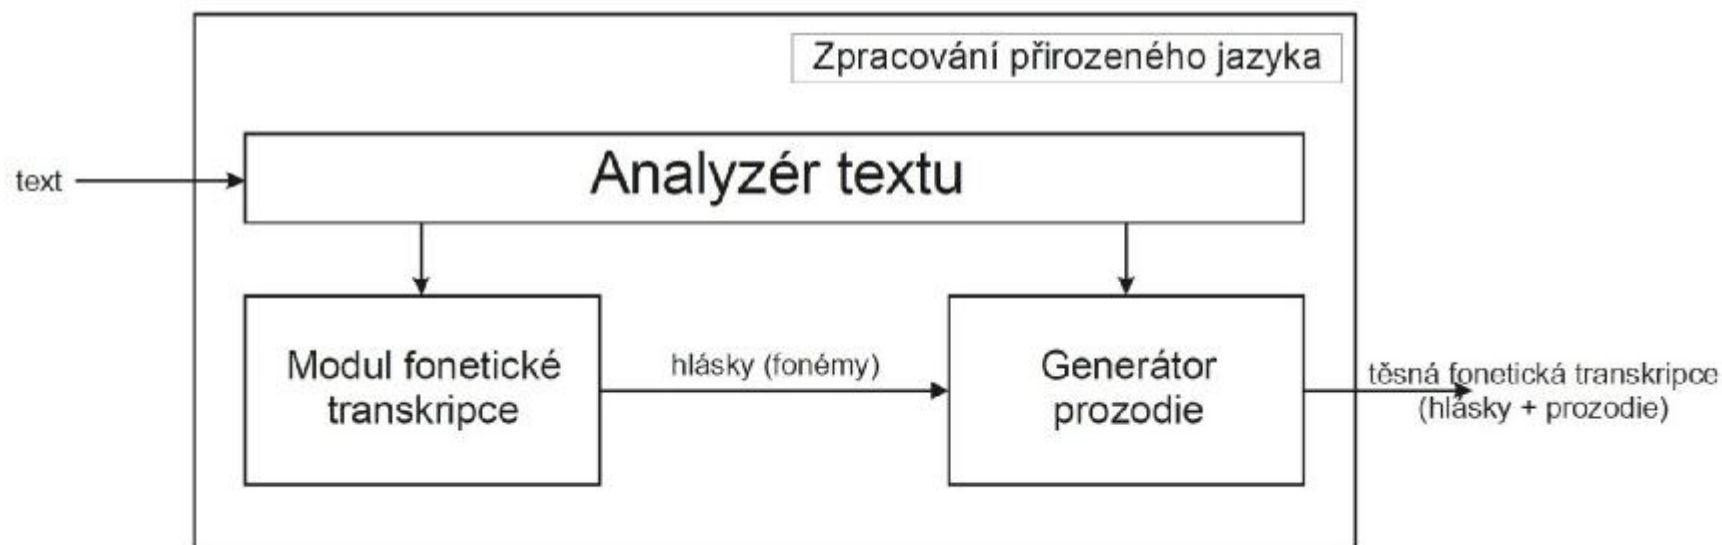 Zpracování přirozeného jazyka
text
Analyzér textu
Modul fonetické
transkripce
hlásky (fonémy)
Generátor
prozodie
těsná fonetická transkripce
(hlásky + prozodie)